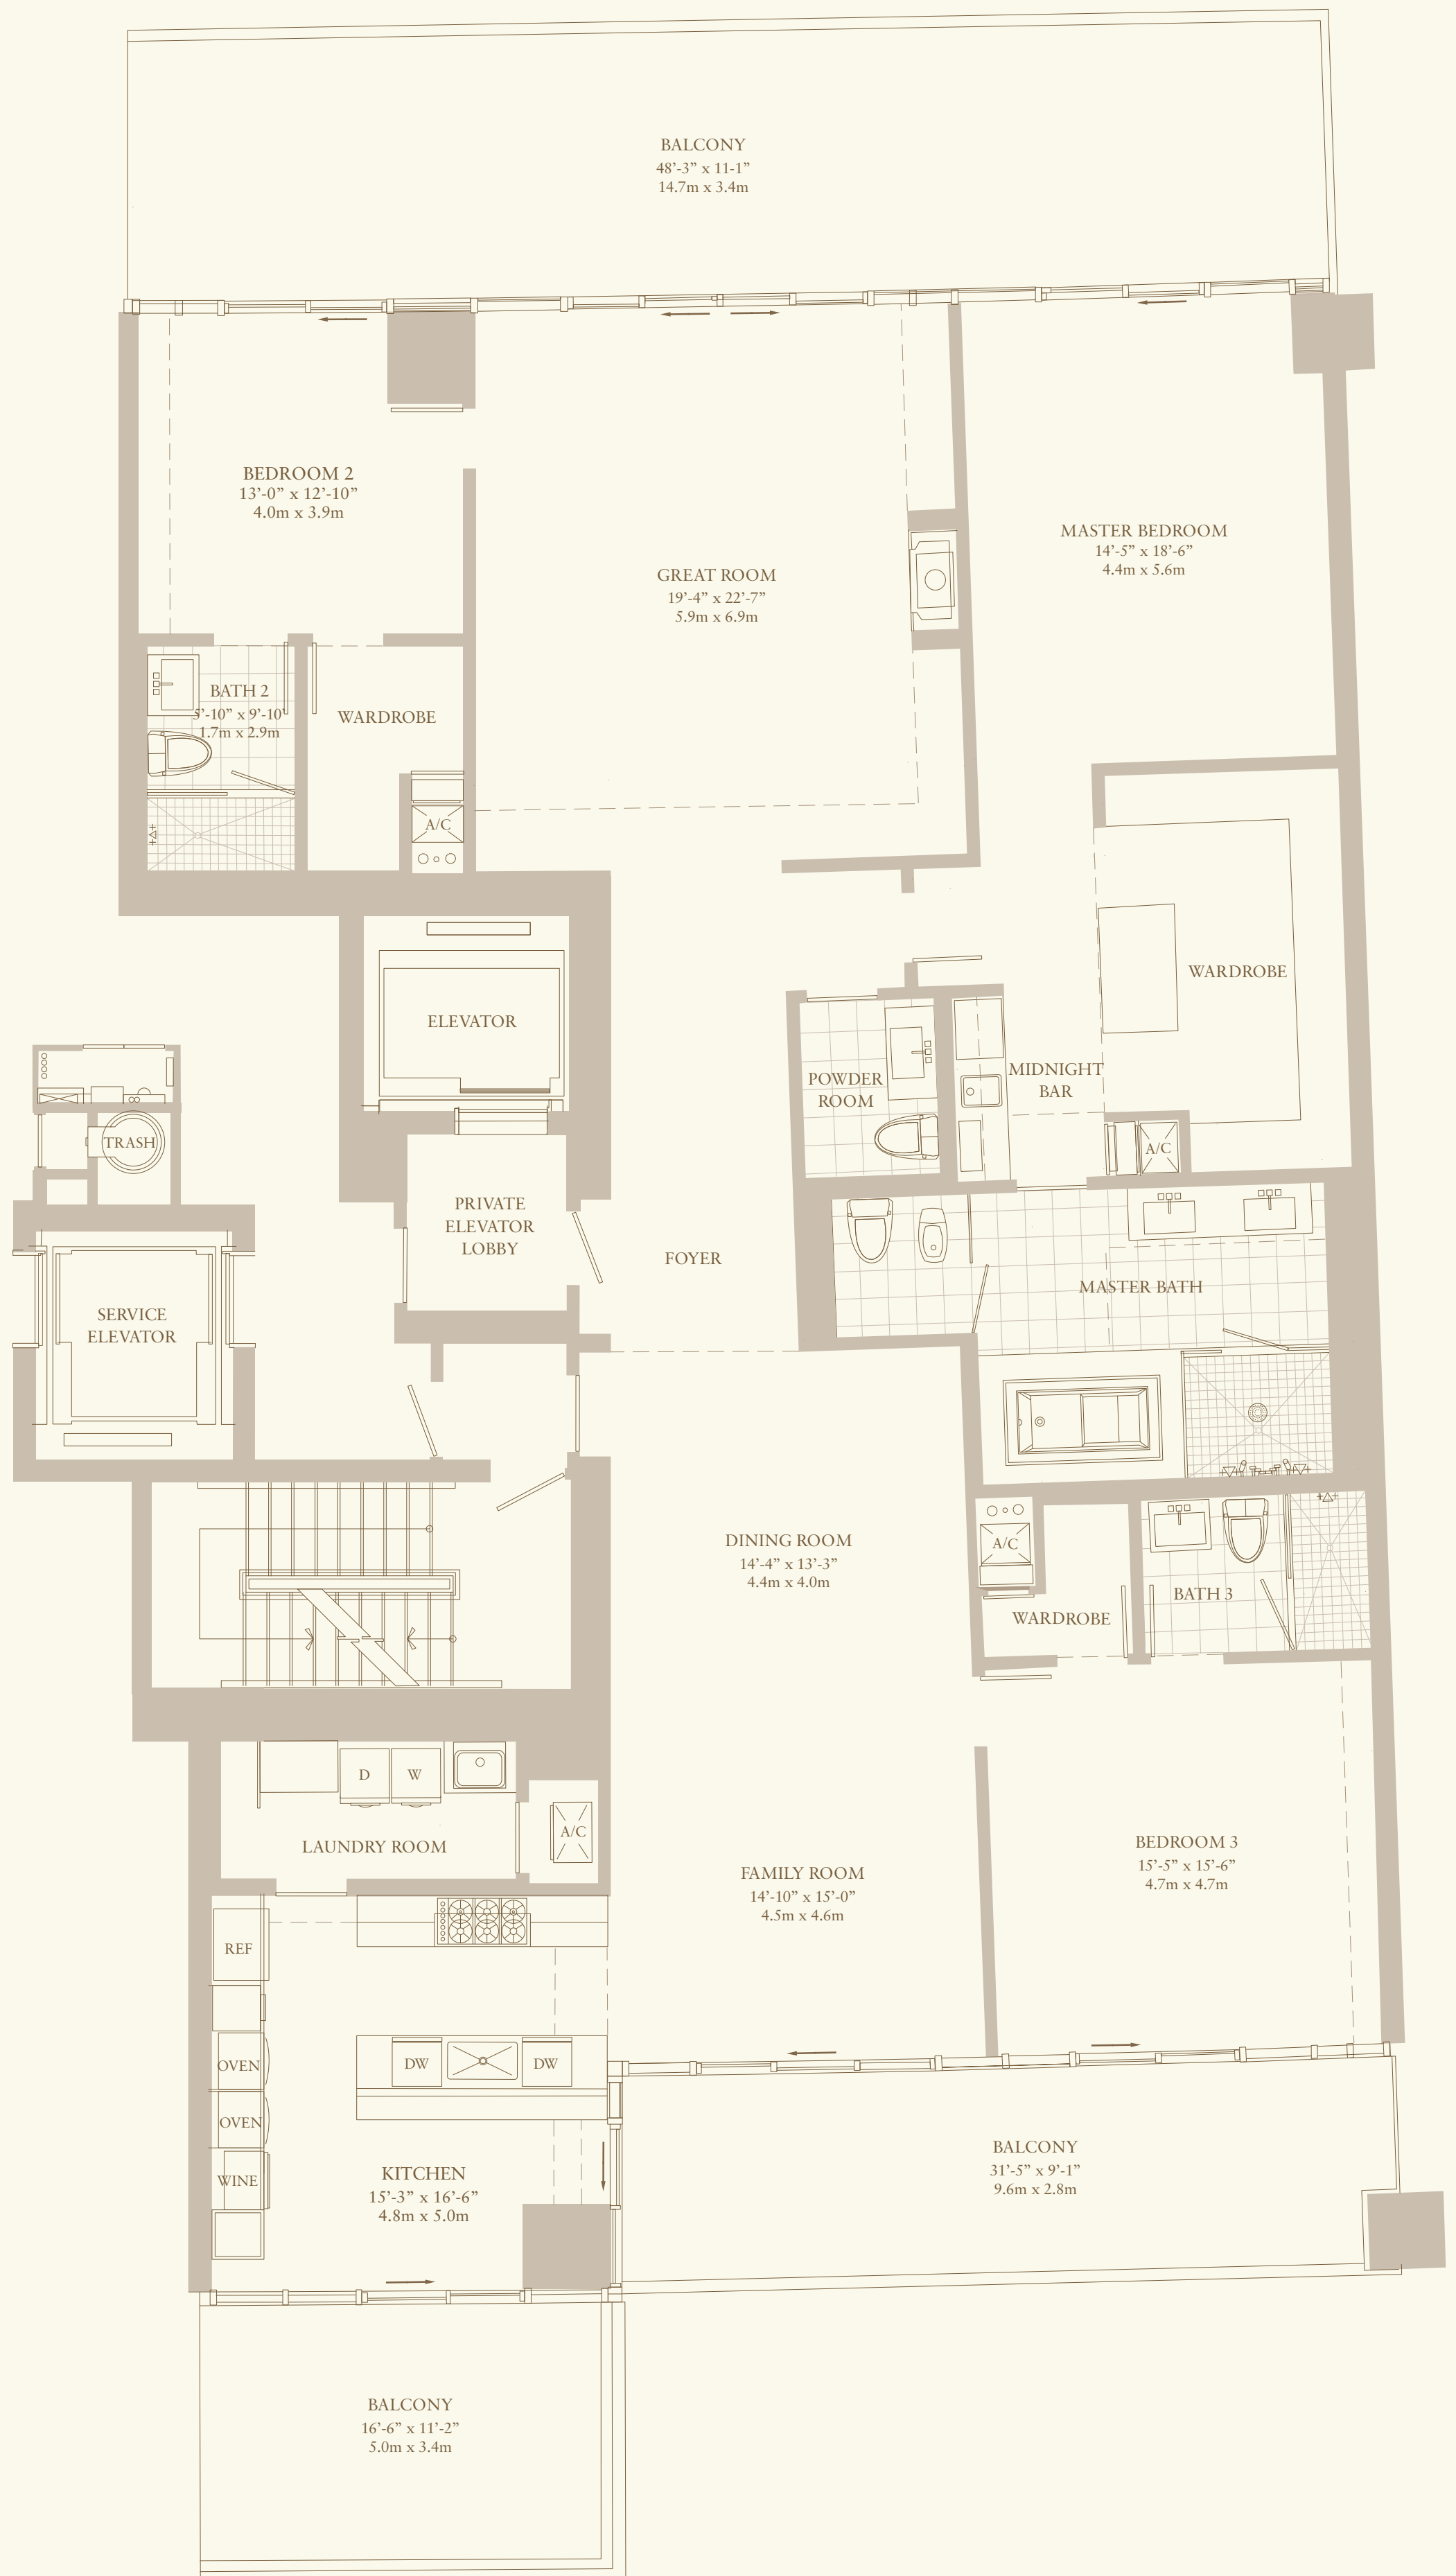 BALCONY
48’-3” x 11-1”
14.7m x 3.4m
BEDROOM 2
13’-0” x 12’-10”
4.0m x 3.9m
GREAT ROOM
19’-4” x 22’-7”
5.9m x 6.9m
MASTER BEDROOM
14’-5” x 18’-6”
4.4m x 5.6m
BATH 2
5’-10” x 9’-10’
1.7m x 2.9m
WARDROBE
A/C
ELEVATOR
WARDROBE
MIDNIGHT
BAR
POWDER
ROOM
A/C
TRASH
PRIVATE
ELEVATOR
LOBBY
FOYER
MASTER BATH
SERVICE
ELEVATOR
DINING ROOM
14’-4” x 13’-3”
4.4m x 4.0m
A/C
WARDROBE
BATH 3
D
W
A/C
LAUNDRY ROOM
FAMILY ROOM
14’-10” x 15’-0”
4.5m x 4.6m
BEDROOM 3
15’-5” x 15’-6”
4.7m x 4.7m
REF
OVEN
DW
DW
OVEN
WINE
KITCHEN
15’-3” x 16’-6”
4.8m x 5.0m
BALCONY
31’-5” x 9’-1”
9.6m x 2.8m
BALCONY
16’-6” x 11’-2”
5.0m x 3.4m